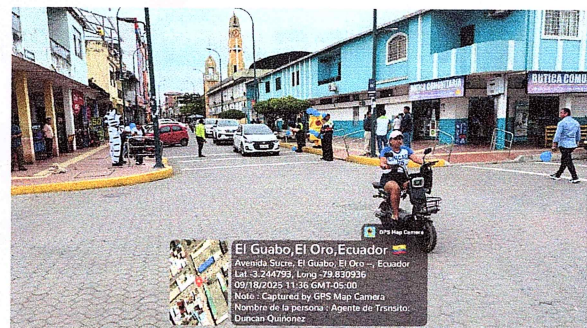 BOTICA COMUNITARIA
BUTICA COMU
GPS Map Camera
El Guabo,El Oro,Ecuador
Avenida Sucre, El Guabo, El Oro –, Ecuador
Lat -3.244793, Long -79.830936
09/18/2025 11:36 GMT-05:00
Note : Captured by GPS Map Camera
Nombre de la persona : Agente de Trsnsito:
Duncan Quiñonez